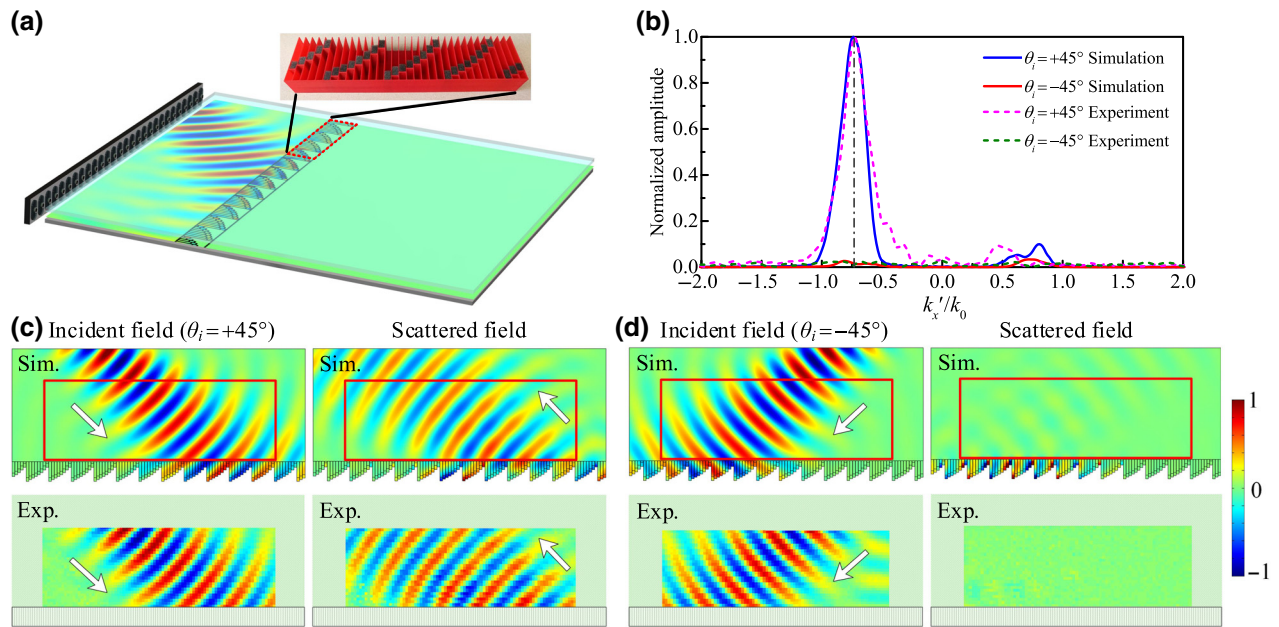 (a)
(b)
1.0
0.8
0.6
0.4
0.2
0.0
Normalized amplitude
θi=+45° Simulation
θi=−45° Simulation
θi=+45° Experiment
θi=−45° Experiment
−2.0 −1.5 −1.0 −0.5 0.0 0.5 1.0 1.5 2.0
kx′/k0
(c) Incident field (θi=+45°) Scattered field
Sim. Sim.
Exp. Exp.
(d) Incident field (θi=−45°) Scattered field
Sim. Sim.
Exp. Exp.
1
0
−1